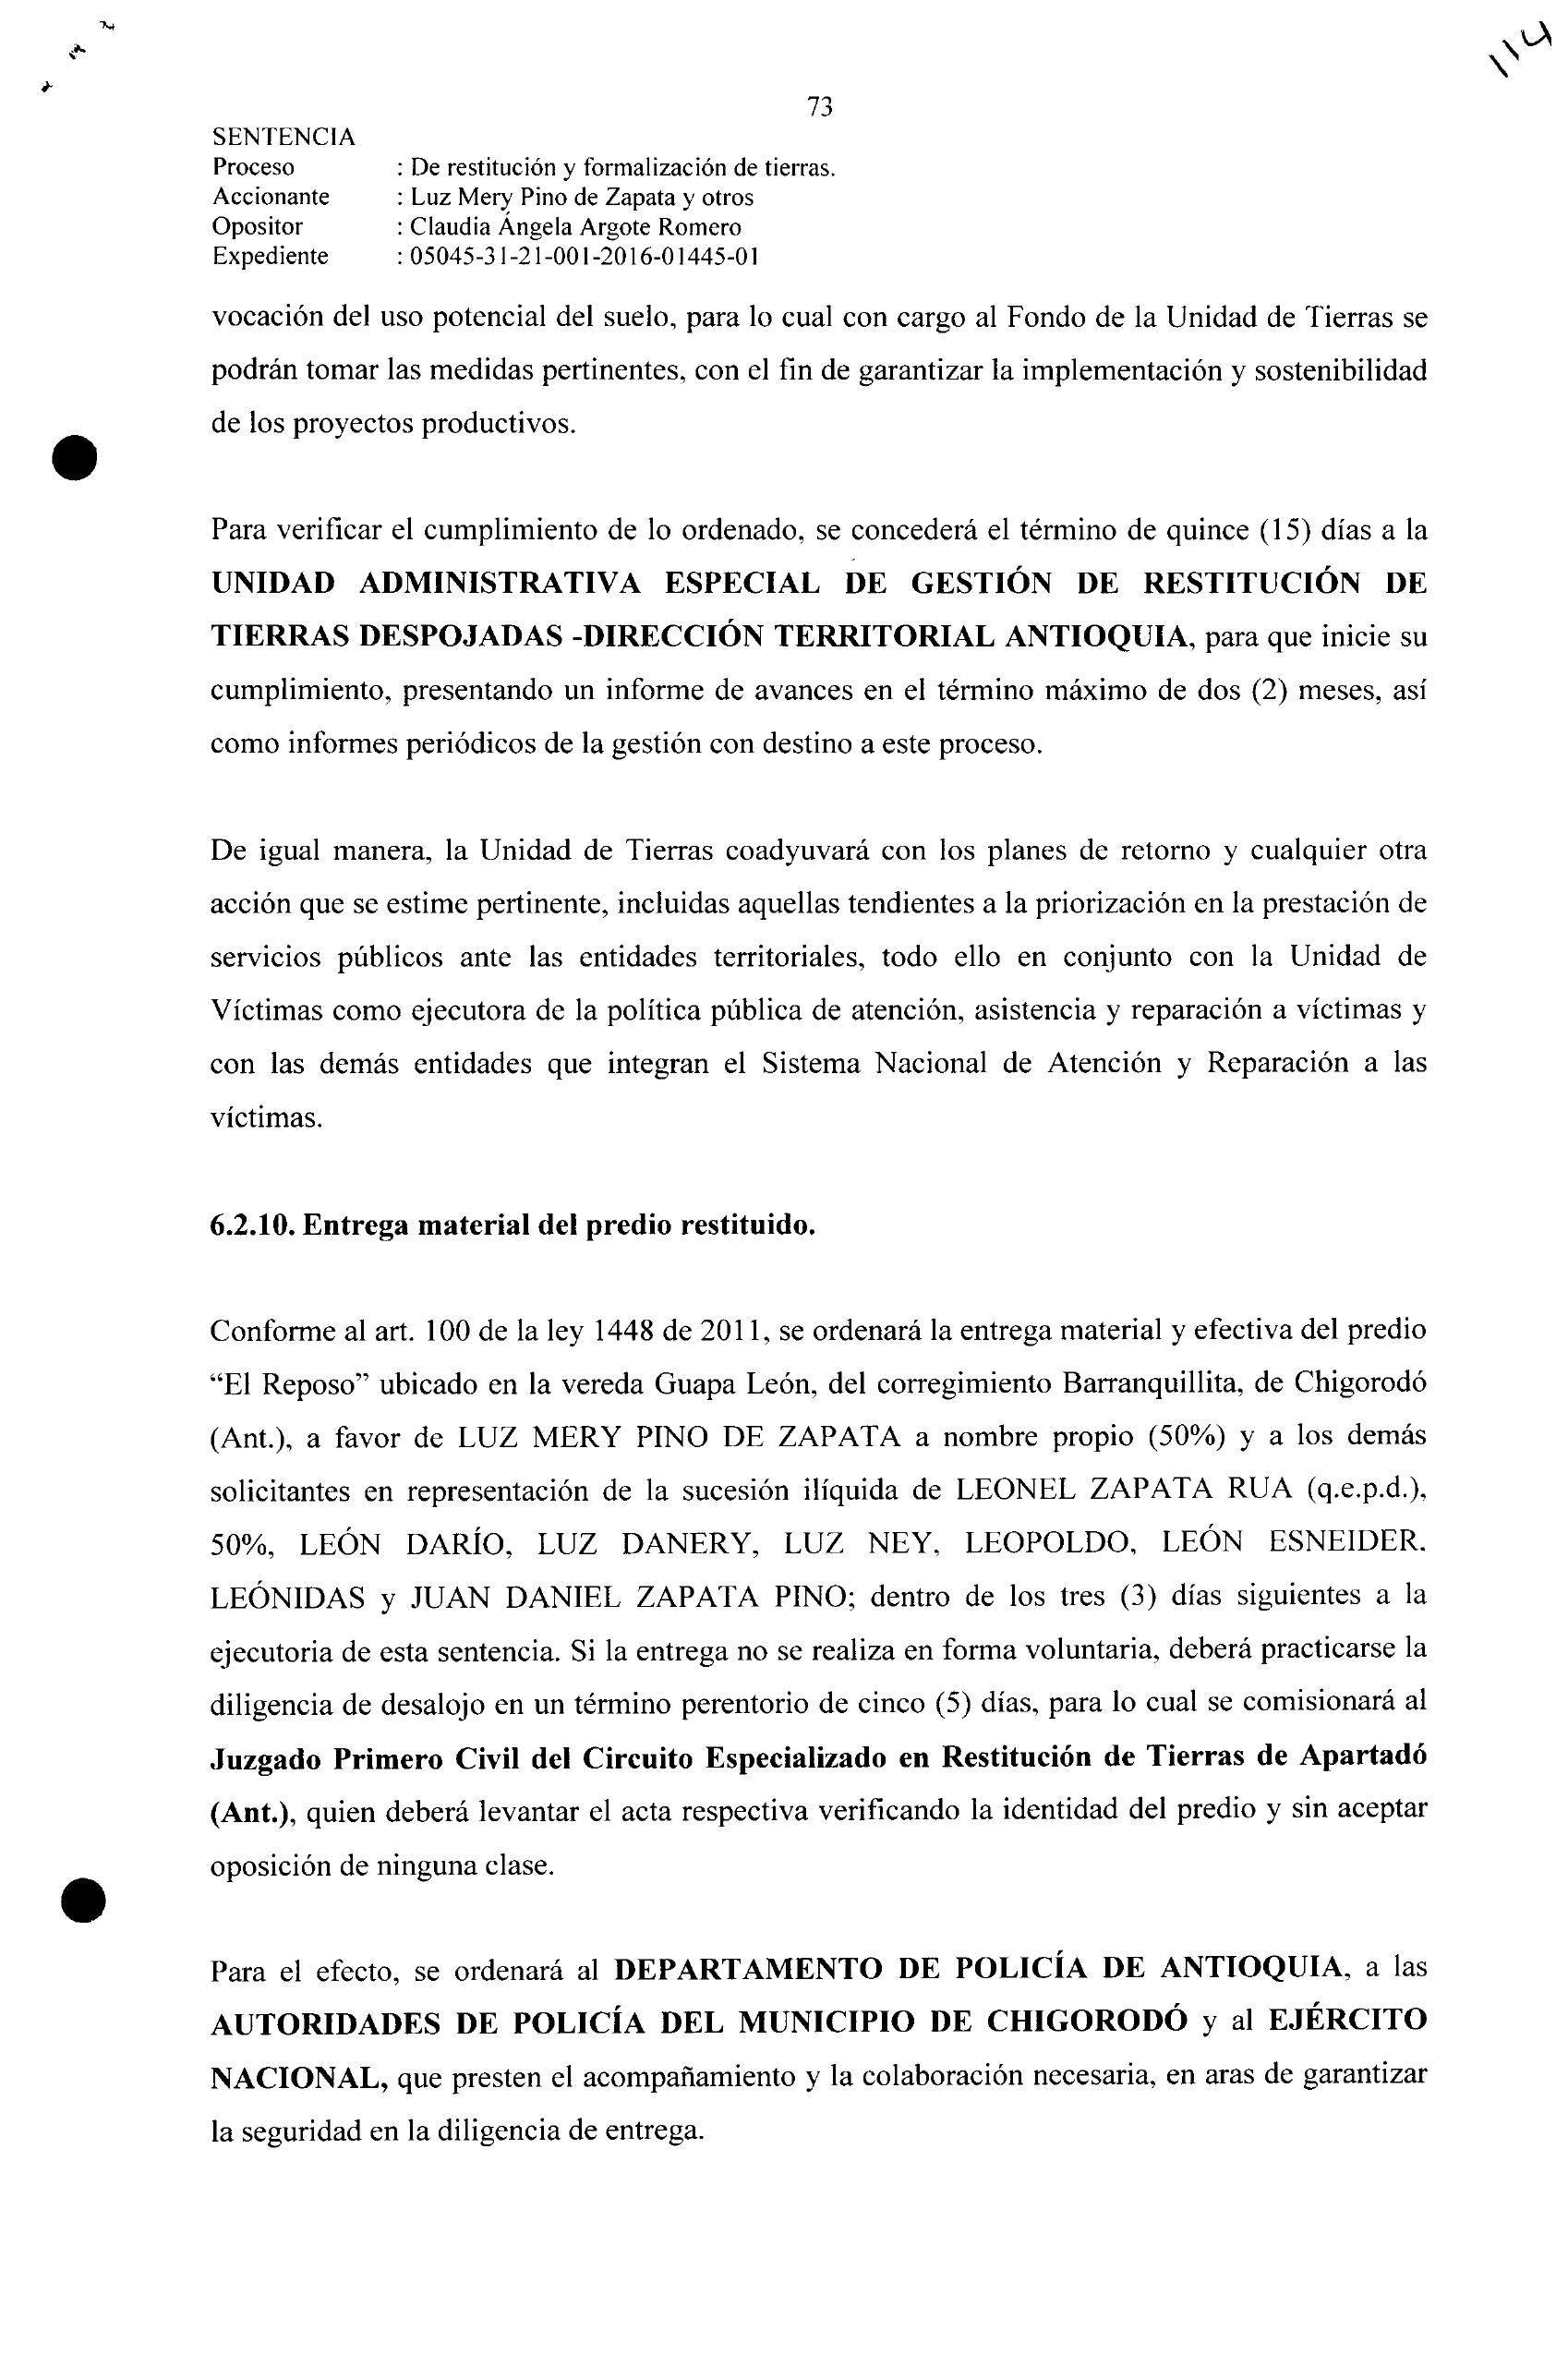 114
73
SENTENCIA
Proceso : De restitución y formalización de tierras.
Accionante : Luz Mery Pino de Zapata y otros
Opositor : Claudia Ángela Argote Romero
Expediente : 05045-31-21-001-2016-01445-01
vocación del uso potencial del suelo, para lo cual con cargo al Fondo de la Unidad de Tierras se
podrán tomar las medidas pertinentes, con el fin de garantizar la implementación y sostenibilidad
de los proyectos productivos.
Para verificar el cumplimiento de lo ordenado, se concederá el término de quince (15) días a la
UNIDAD ADMINISTRATIVA ESPECIAL DE GESTIÓN DE RESTITUCIÓN DE
TIERRAS DESPOJADAS -DIRECCIÓN TERRITORIAL ANTIOQUIA, para que inicie su
cumplimiento, presentando un informe de avances en el término máximo de dos (2) meses, así
como informes periódicos de la gestión con destino a este proceso.
De igual manera, la Unidad de Tierras coadyuvará con los planes de retorno y cualquier otra
acción que se estime pertinente, incluidas aquellas tendientes a la priorización en la prestación de
servicios públicos ante las entidades territoriales, todo ello en conjunto con la Unidad de
Víctimas como ejecutora de la política pública de atención, asistencia y reparación a víctimas y
con las demás entidades que integran el Sistema Nacional de Atención y Reparación a las
víctimas.
6.2.10. Entrega material del predio restituido.
Conforme al art. 100 de la ley 1448 de 2011, se ordenará la entrega material y efectiva del predio
“El Reposo” ubicado en la vereda Guapa León, del corregimiento Barranquillita, de Chigorodó
(Ant.), a favor de LUZ MERY PINO DE ZAPATA a nombre propio (50%) y a los demás
solicitantes en representación de la sucesión ilíquida de LEONEL ZAPATA RUA (q.e.p.d.),
50%, LEÓN DARÍO, LUZ DANERY, LUZ NEY, LEOPOLDO, LEÓN ESNEIDER.
LEÓNIDAS y JUAN DANIEL ZAPATA PINO; dentro de los tres (3) días siguientes a la
ejecutoria de esta sentencia. Si la entrega no se realiza en forma voluntaria, deberá practicarse la
diligencia de desalojo en un término perentorio de cinco (5) días, para lo cual se comisionará al
Juzgado Primero Civil del Circuito Especializado en Restitución de Tierras de Apartadó
(Ant.), quien deberá levantar el acta respectiva verificando la identidad del predio y sin aceptar
oposición de ninguna clase.
Para el efecto, se ordenará al DEPARTAMENTO DE POLICÍA DE ANTIOQUIA, a las
AUTORIDADES DE POLICÍA DEL MUNICIPIO DE CHIGORODÓ y al EJÉRCITO
NACIONAL, que presten el acompañamiento y la colaboración necesaria, en aras de garantizar
la seguridad en la diligencia de entrega.